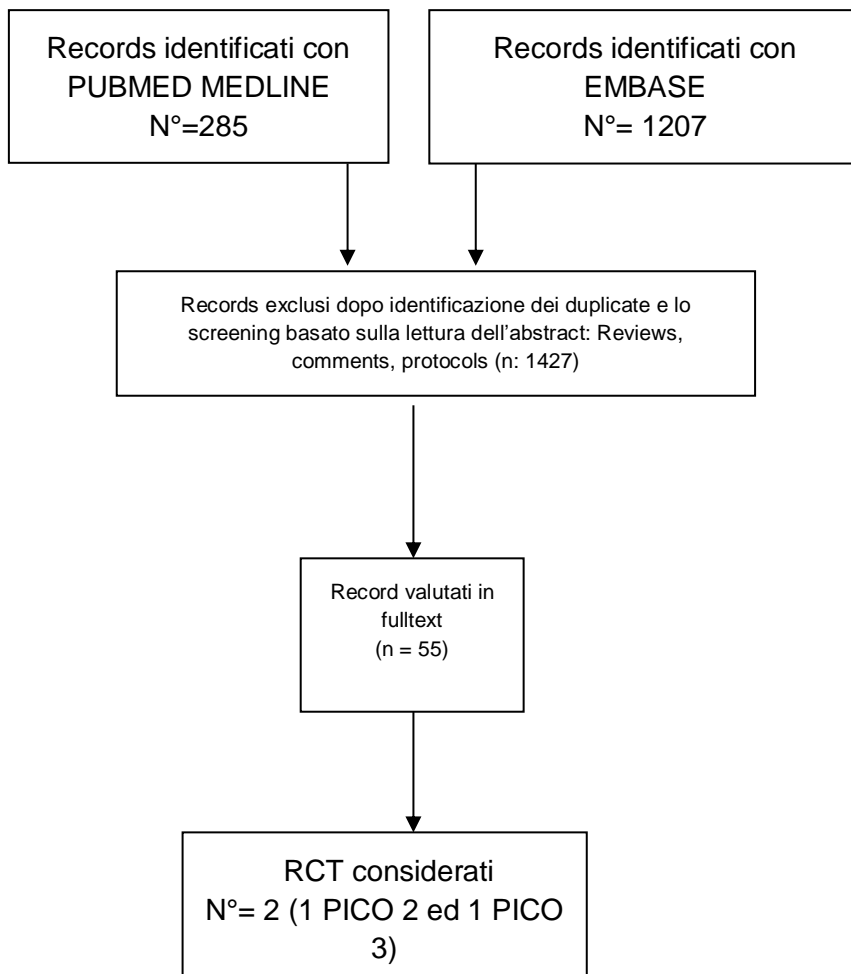 Records identificati con
PUBMED MEDLINE
N°=285
Records identificati con
EMBASE
N°= 1207
Records exclusi dopo identificazione dei duplicate e lo
screening basato sulla lettura dell'abstract: Reviews,
comments, protocols (n: 1427)
Record valutati in
fulltext
(n = 55)
RCT considerati
N°= 2 (1 PICO 2 ed 1 PICO
3)